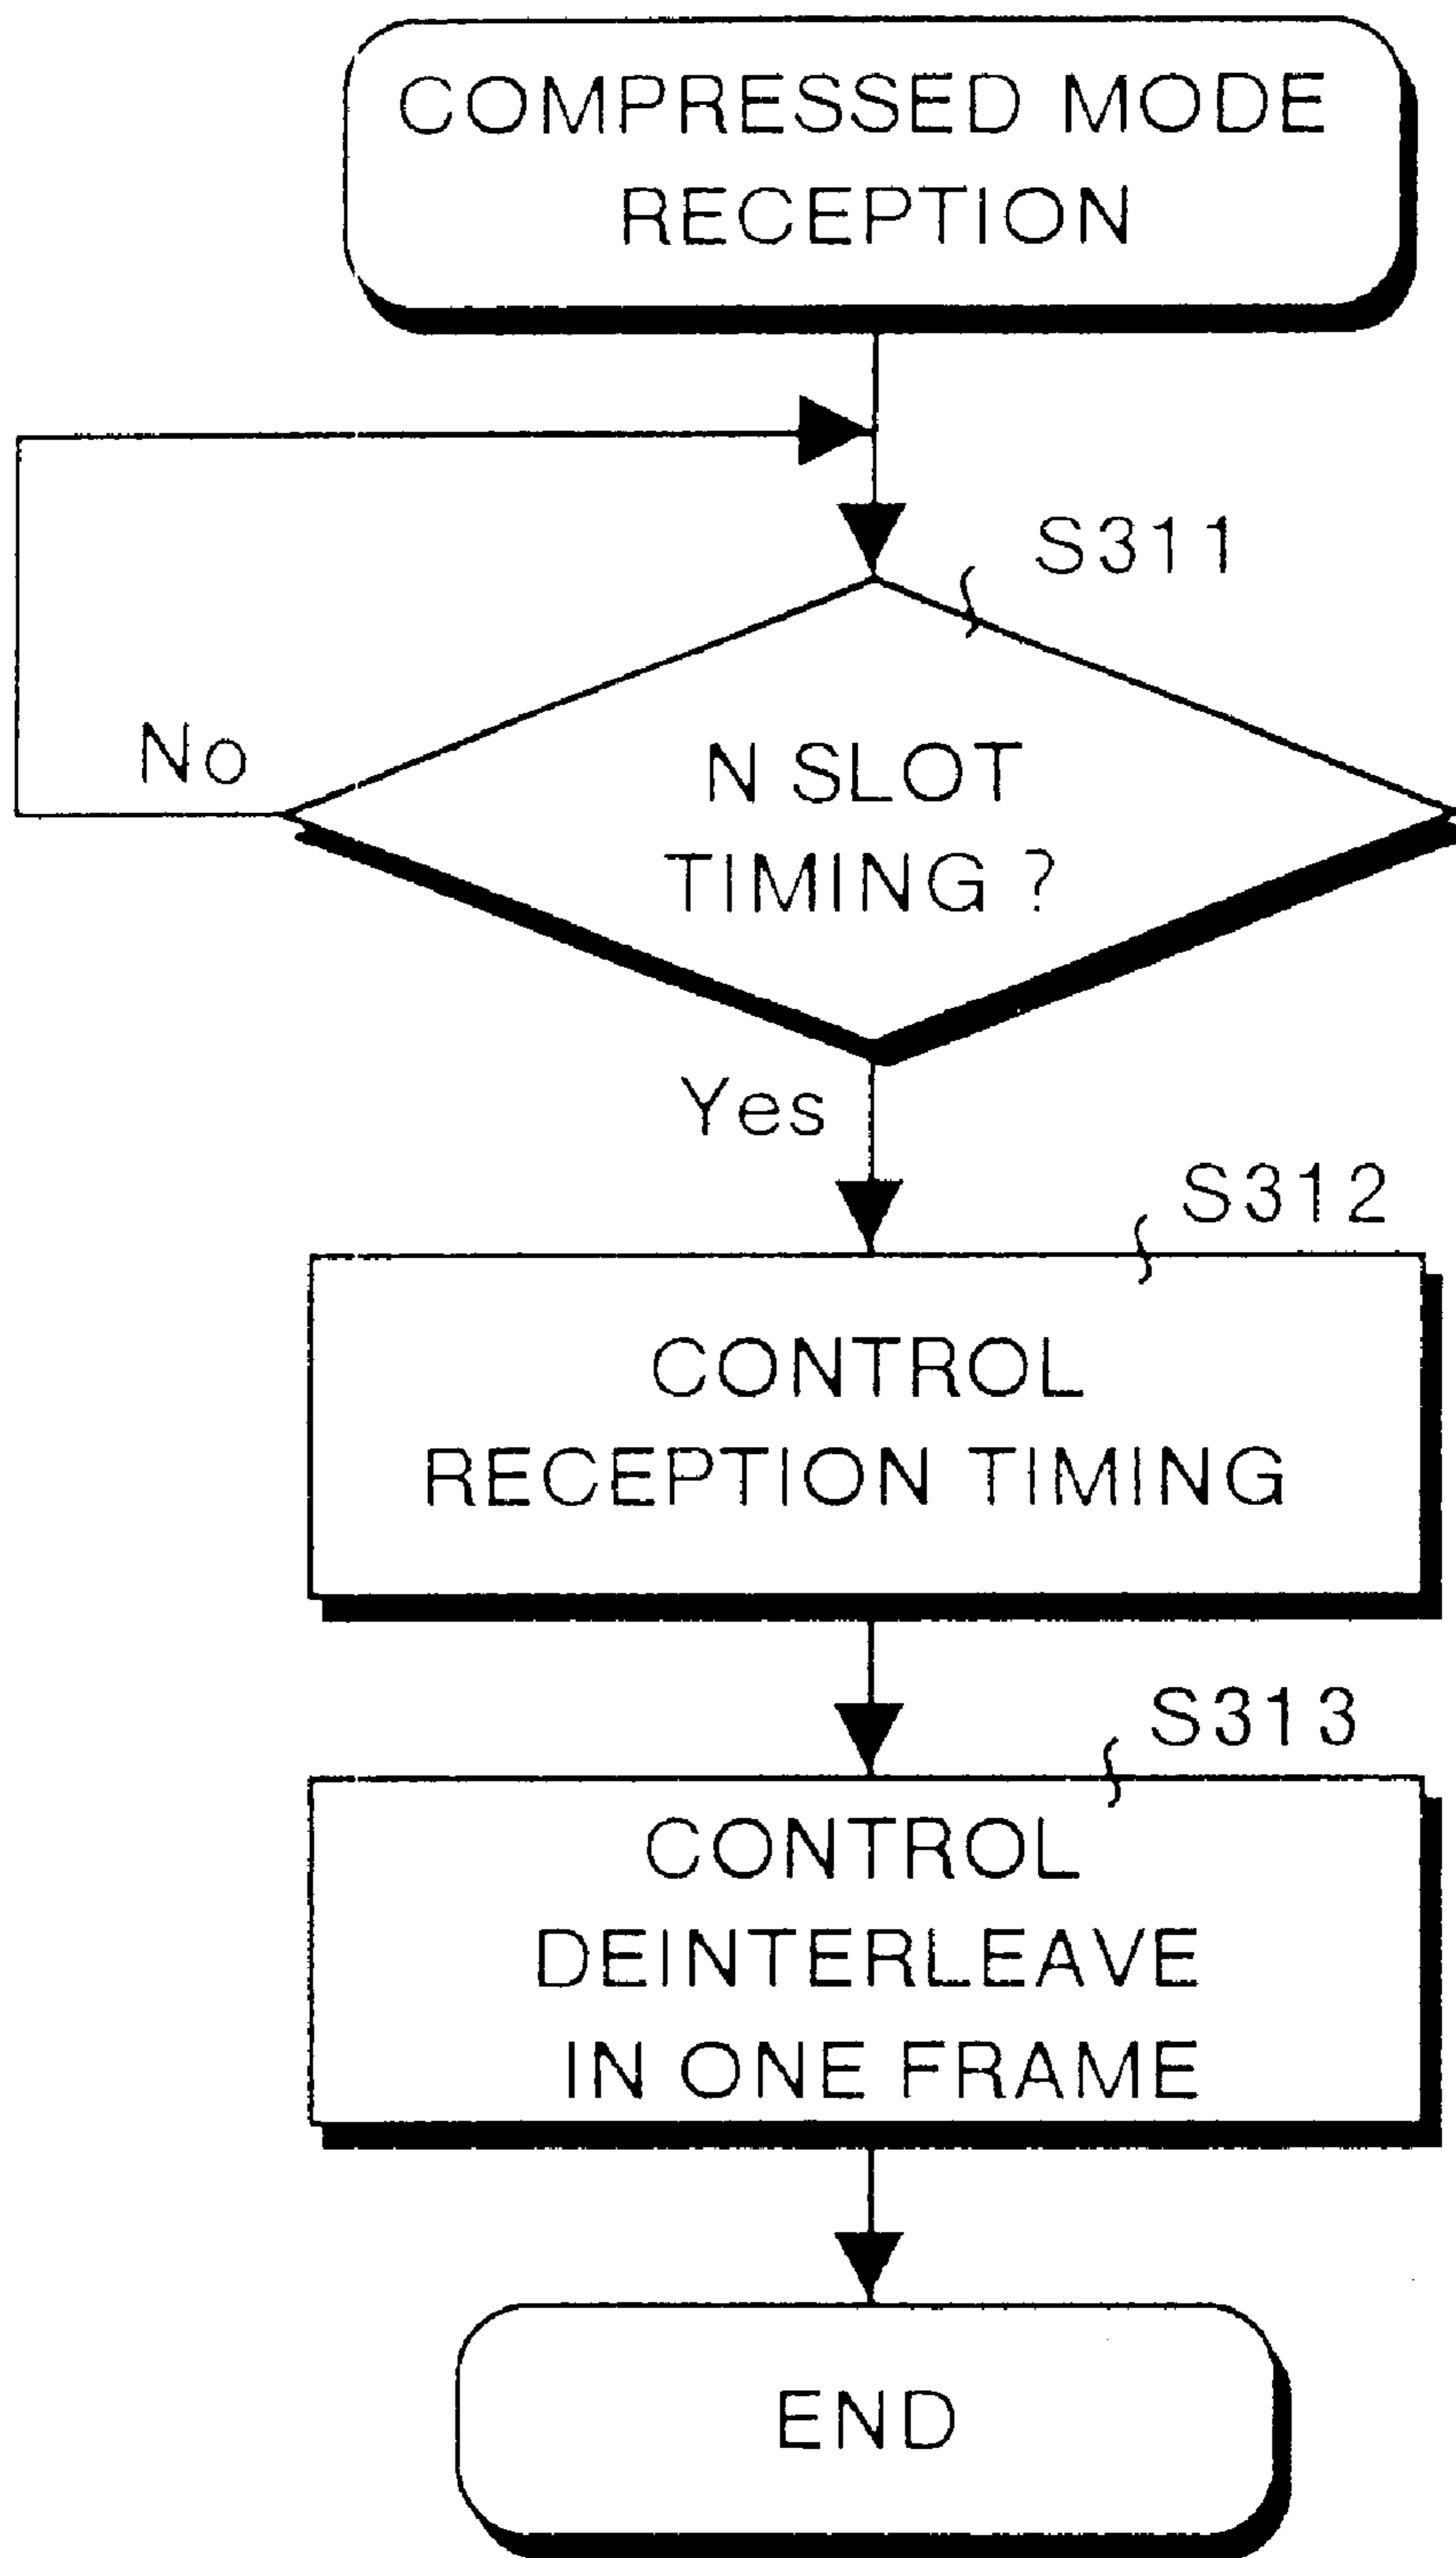 COMPRESSED MODE
RECEPTION
S311
No
N SLOT
TIMING ?
Yes
S312
CONTROL
RECEPTION TIMING
S313
CONTROL
DEINTERLEAVE
IN ONE FRAME
END